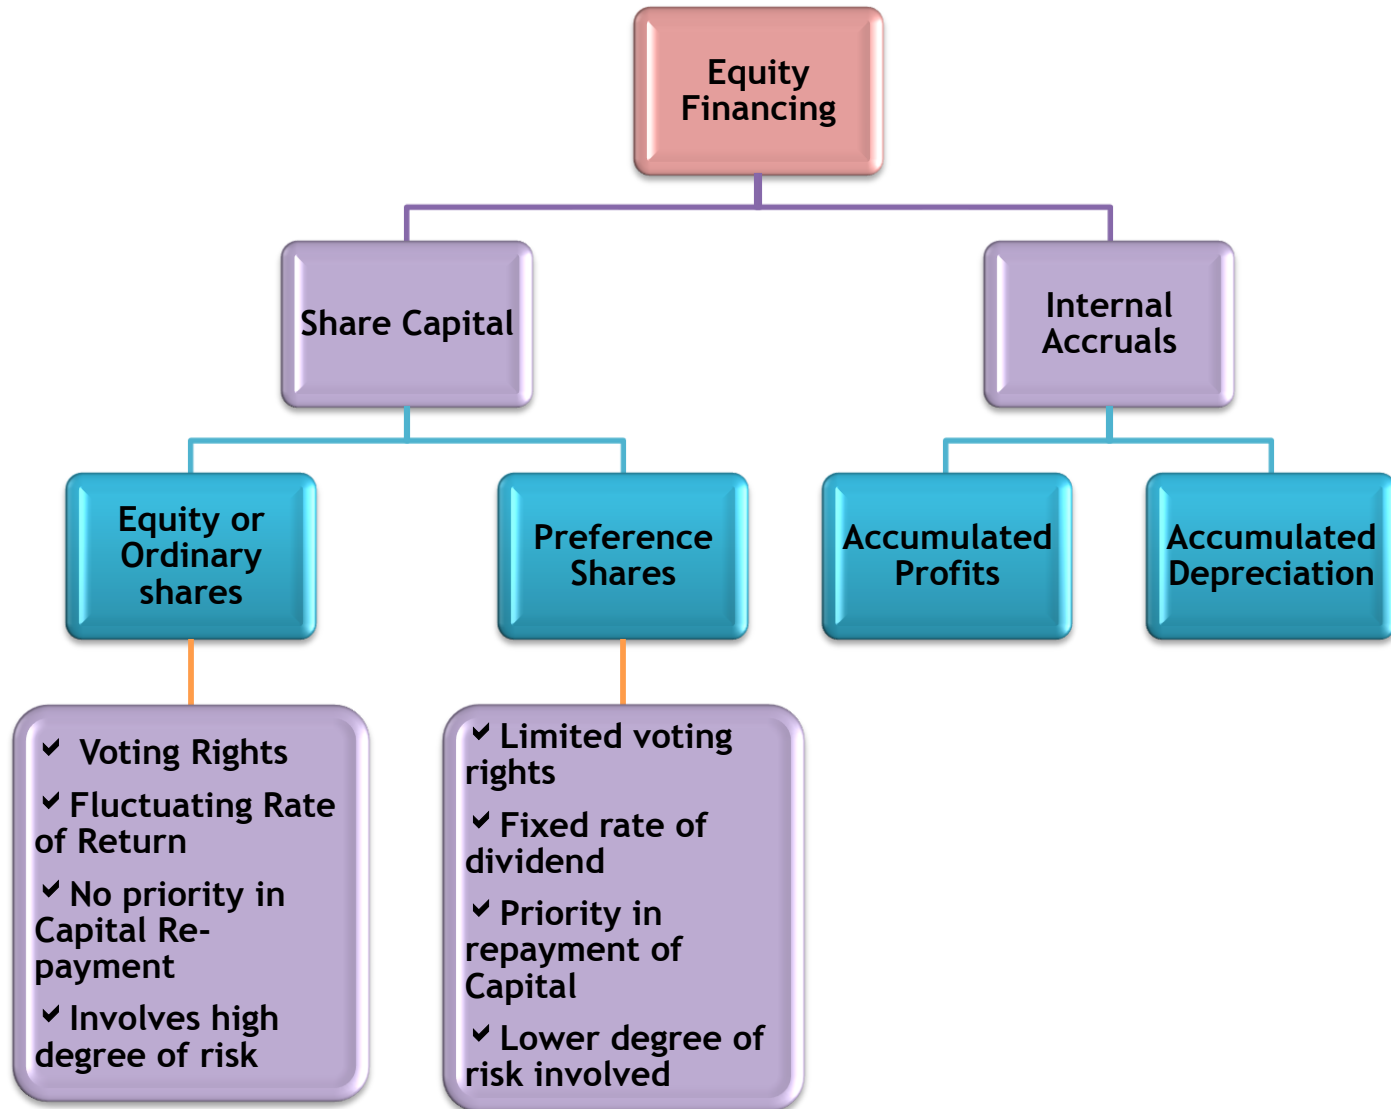 Equity
Financing
Share Capital
Internal
Accruals
Equity or
Ordinary
shares
Preference
Shares
Accumulated
Profits
Accumulated
Depreciation
✓ Voting Rights
✓ Fluctuating Rate
of Return
✓ No priority in
Capital Re-
payment
✓ Involves high
degree of risk
✓ Limited voting
rights
✓ Fixed rate of
dividend
✓ Priority in
repayment of
Capital
✓ Lower degree of
risk involved